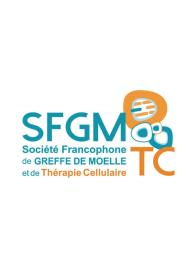 SFGM
TC
Société Francophone
de GREFFE DE MOELLE
et de Thérapie Cellulaire